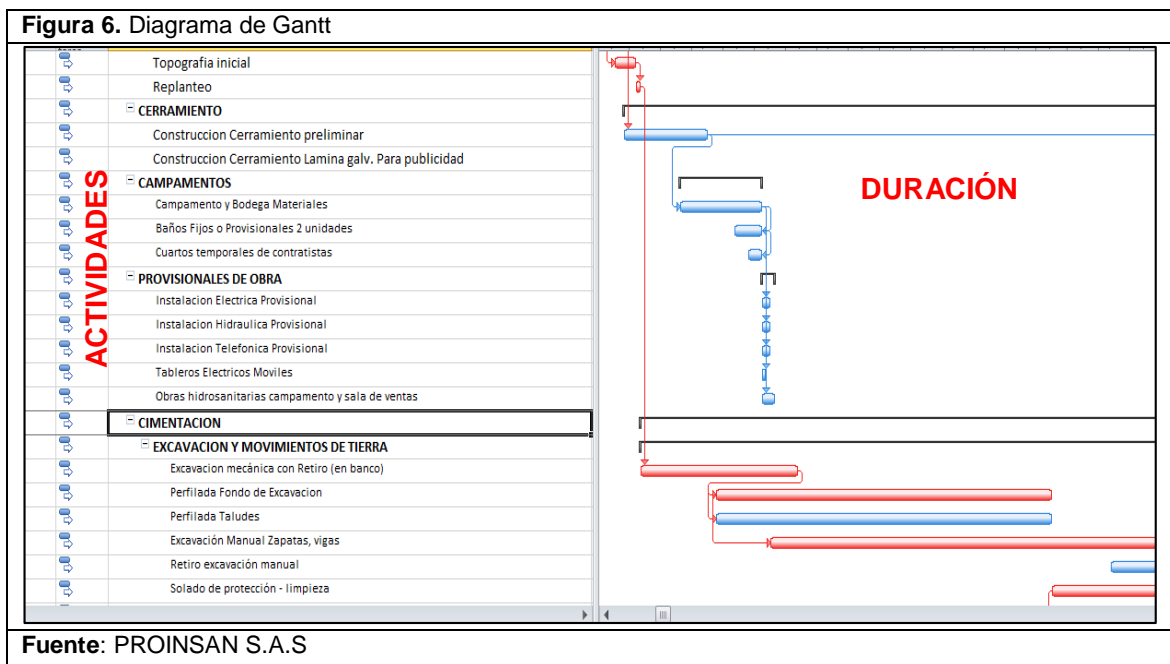 Figura 6. Diagrama de Gantt
Topografia inicial
Replanteo
CERRAMIENTO
Construccion Cerramiento preliminar
Construccion Cerramiento Lamina galv. Para publicidad
CAMPAMENTOS
Campamento y Bodega Materiales
Baños Fijos o Provisionales 2 unidades
Cuartos temporales de contratistas
PROVISIONALES DE OBRA
Instalacion Electrica Provisional
Instalacion Hidraulica Provisional
Instalacion Telefonica Provisional
Tableros Electricos Moviles
Obras hidrosanitarias campamento y sala de ventas
CIMENTACION
EXCAVACION Y MOVIMIENTOS DE TIERRA
Excavacion mecánica con Retiro (en banco)
Perfilada Fondo de Excavacion
Perfilada Taludes
Excavación Manual Zapatas, vigas
Retiro excavación manual
Solado de protección - limpieza
ACTIVIDADES
DURACIÓN
Fuente: PROINSAN S.A.S